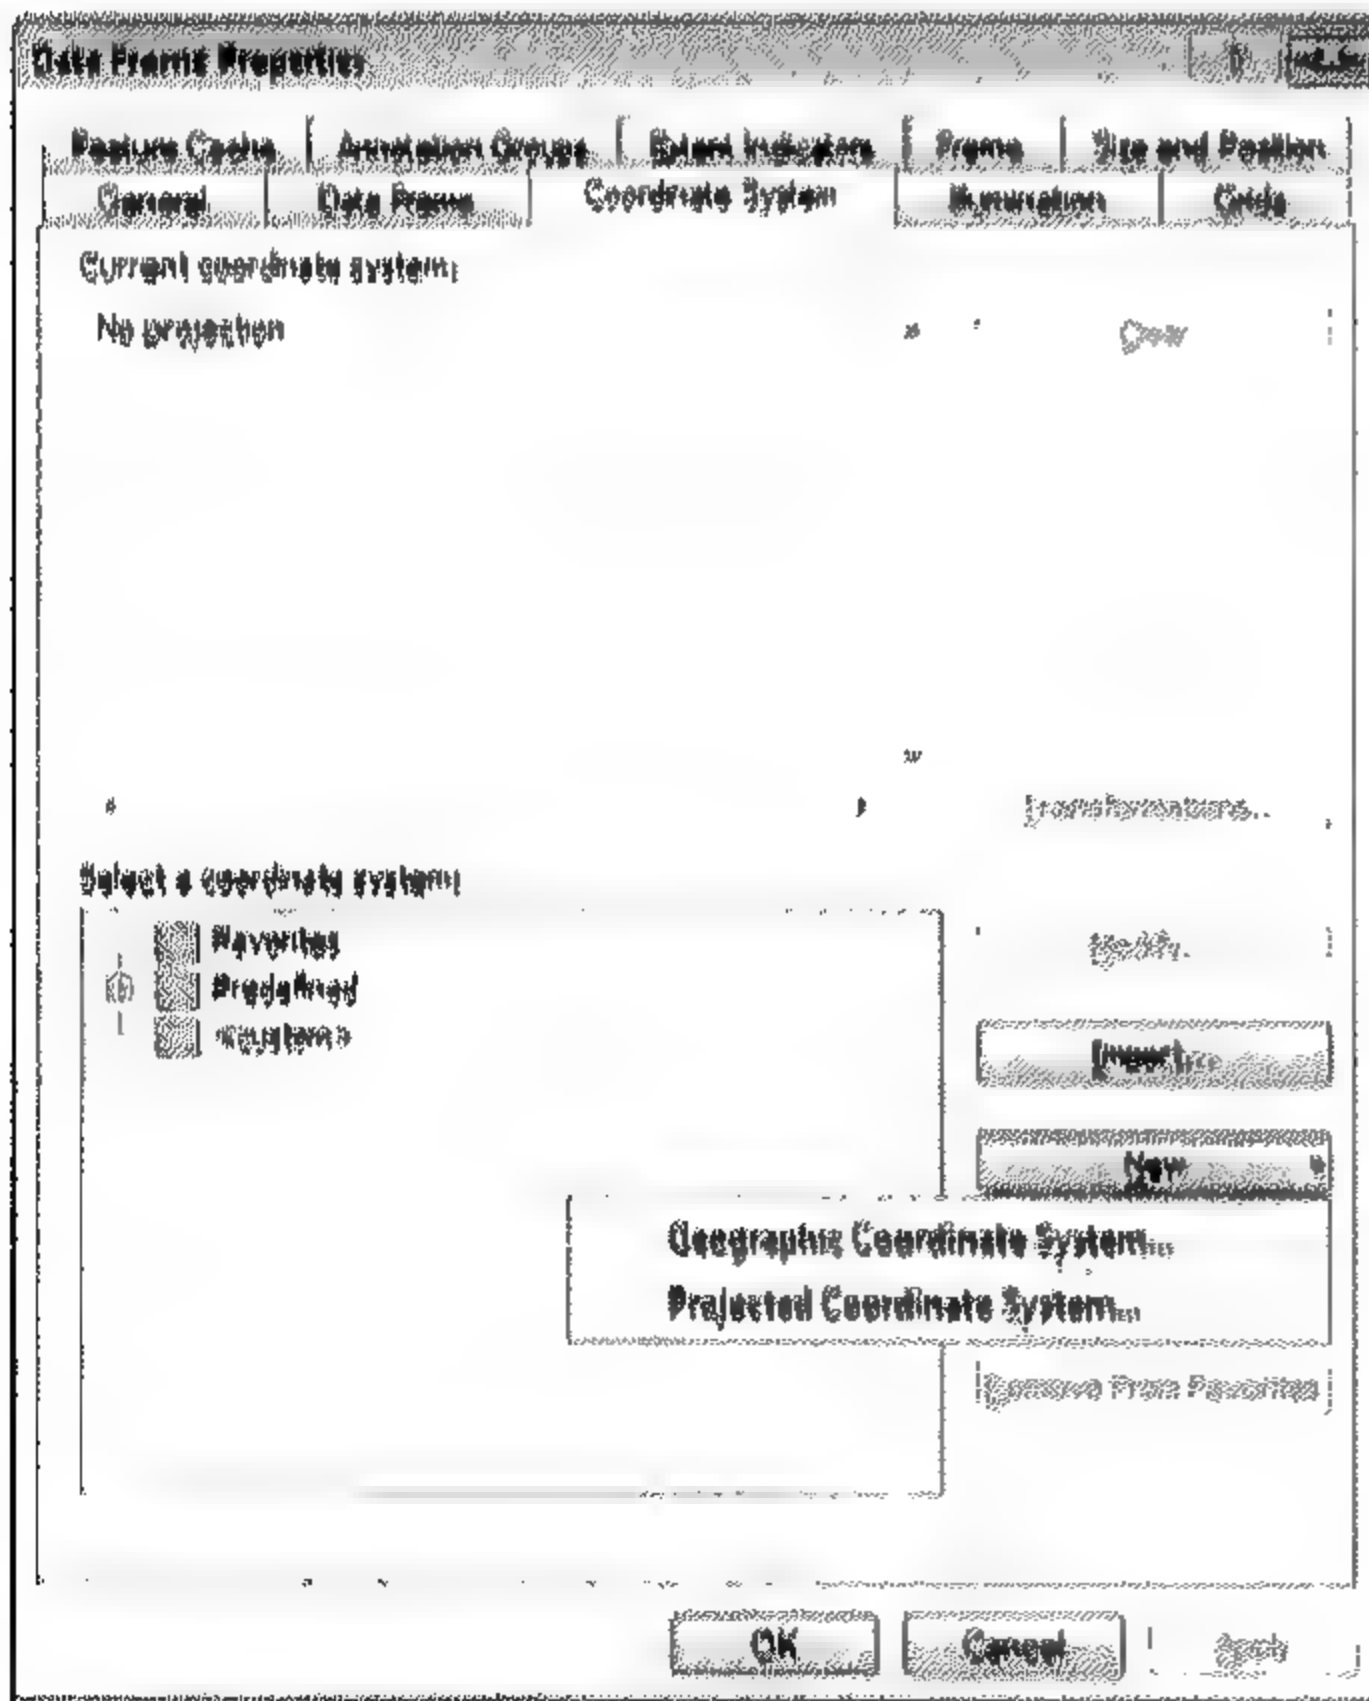 Data Frame Properties
Feature Cache Annotation Groups Extent Indicators Frame Size and Position
General Data Frame Coordinate System Illumination Grids
Current coordinate system:
No projection
Clear
Transformations...
Select a coordinate system:
Favorites
Predefined
Modify...
Import...
New
Geographic Coordinate System...
Projected Coordinate System...
Remove From Favorites
OK Cancel Apply